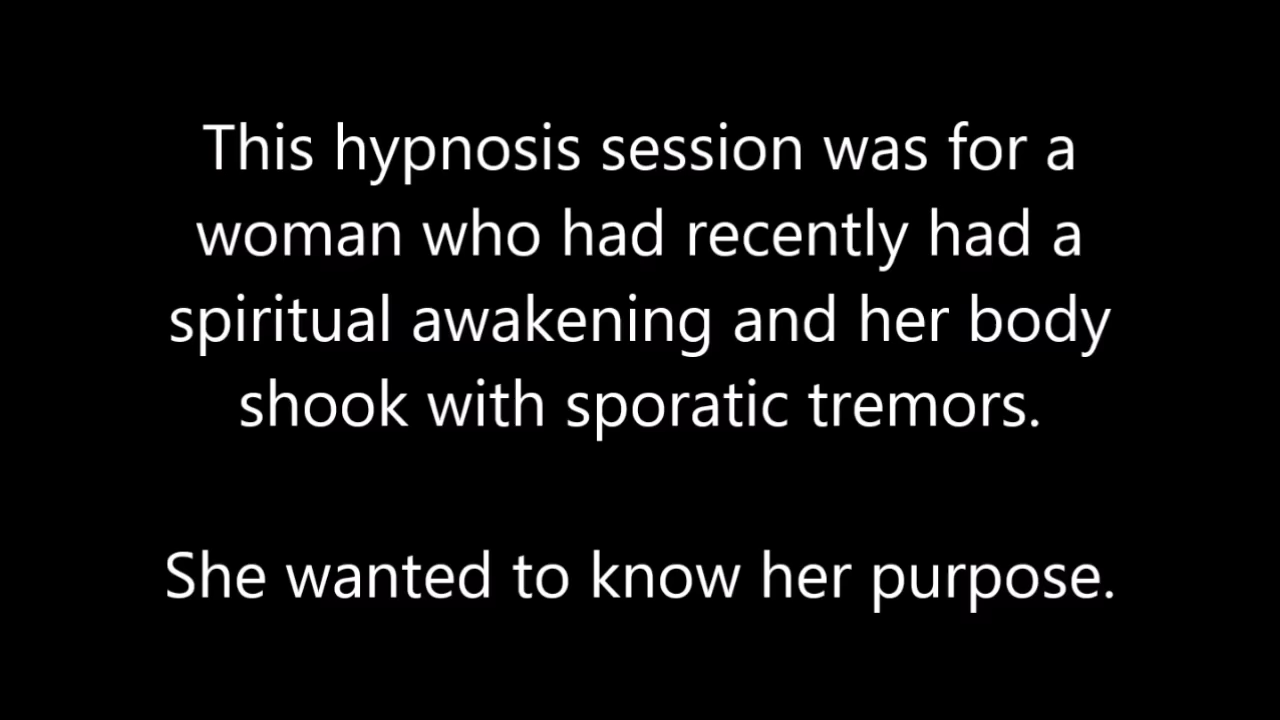 This hypnosis session was for a
woman who had recently had a
spiritual awakening and her body
shook with sporatic tremors.
She wanted to know her purpose.